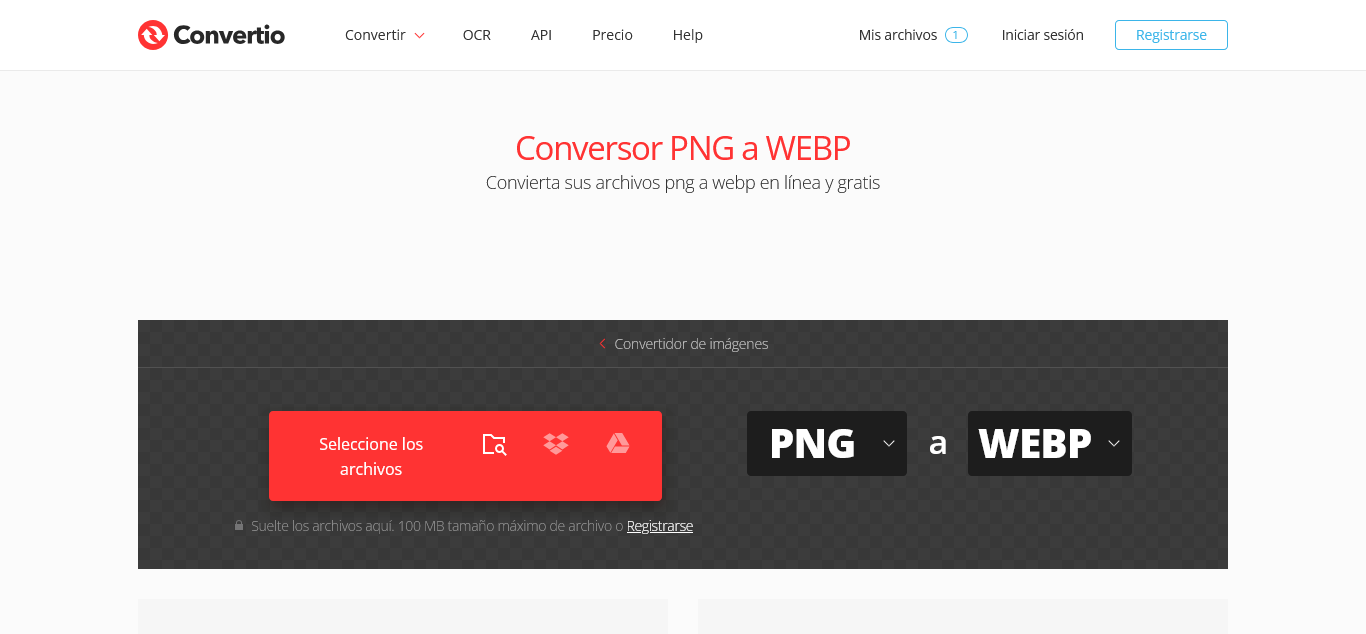 Convertio
Convertir
OCR
API
Precio
Help
Mis archivos 1
Iniciar sesión
Registrarse
Conversor PNG a WEBP
Convierta sus archivos png a webp en línea y gratis
Convertidor de imágenes
Seleccione los
archivos
PNG a WEBP
Suelte los archivos aquí. 100 MB tamaño máximo de archivo o Registrarse